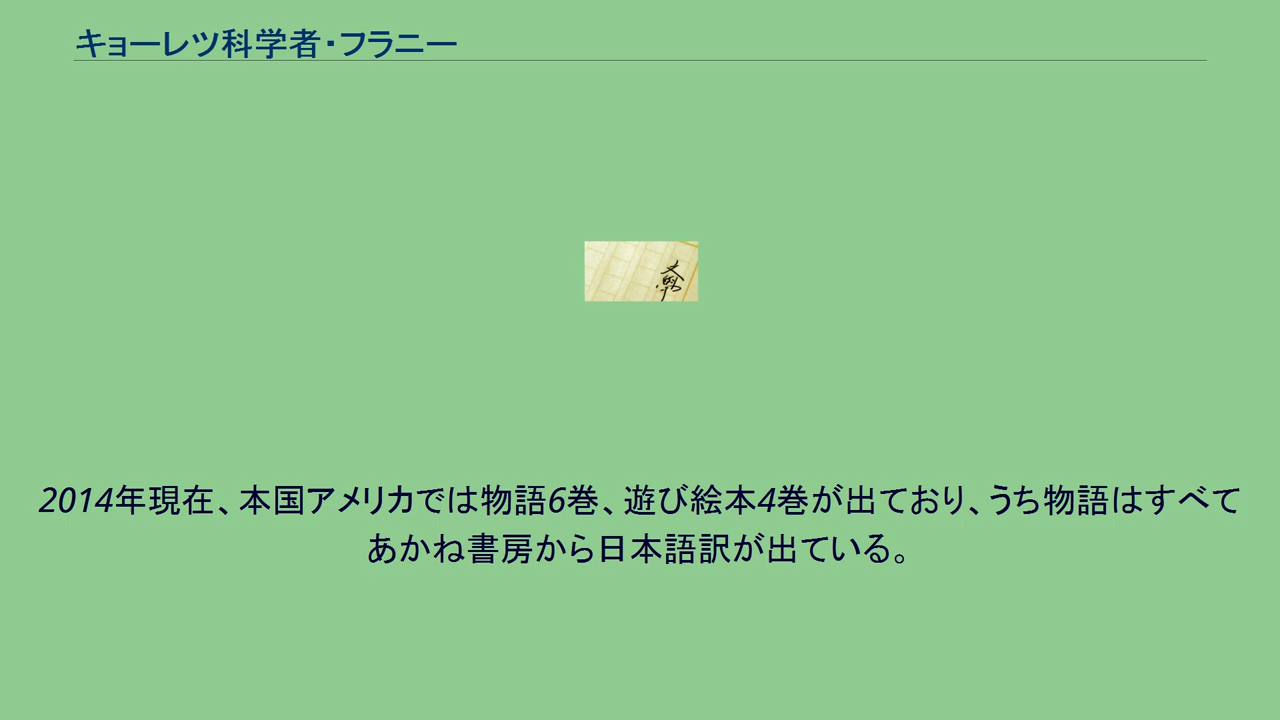 キョーレツ科学者・フラニー
2014年現在、本国アメリカでは物語6巻、遊び絵本4巻が出ており、うち物語はすべて
あかね書房から日本語訳が出ている。